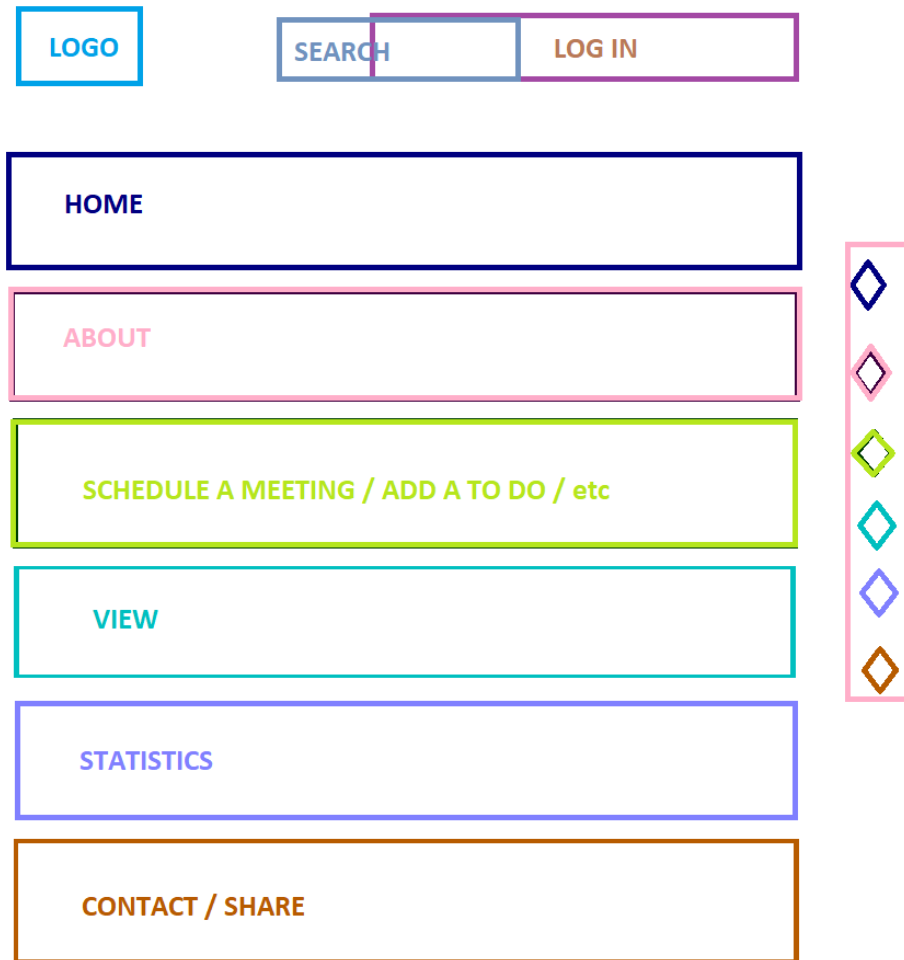 LOGO
SEARCH
LOG IN
HOME
ABOUT
SCHEDULE A MEETING / ADD A TO DO / etc
VIEW
STATISTICS
CONTACT / SHARE